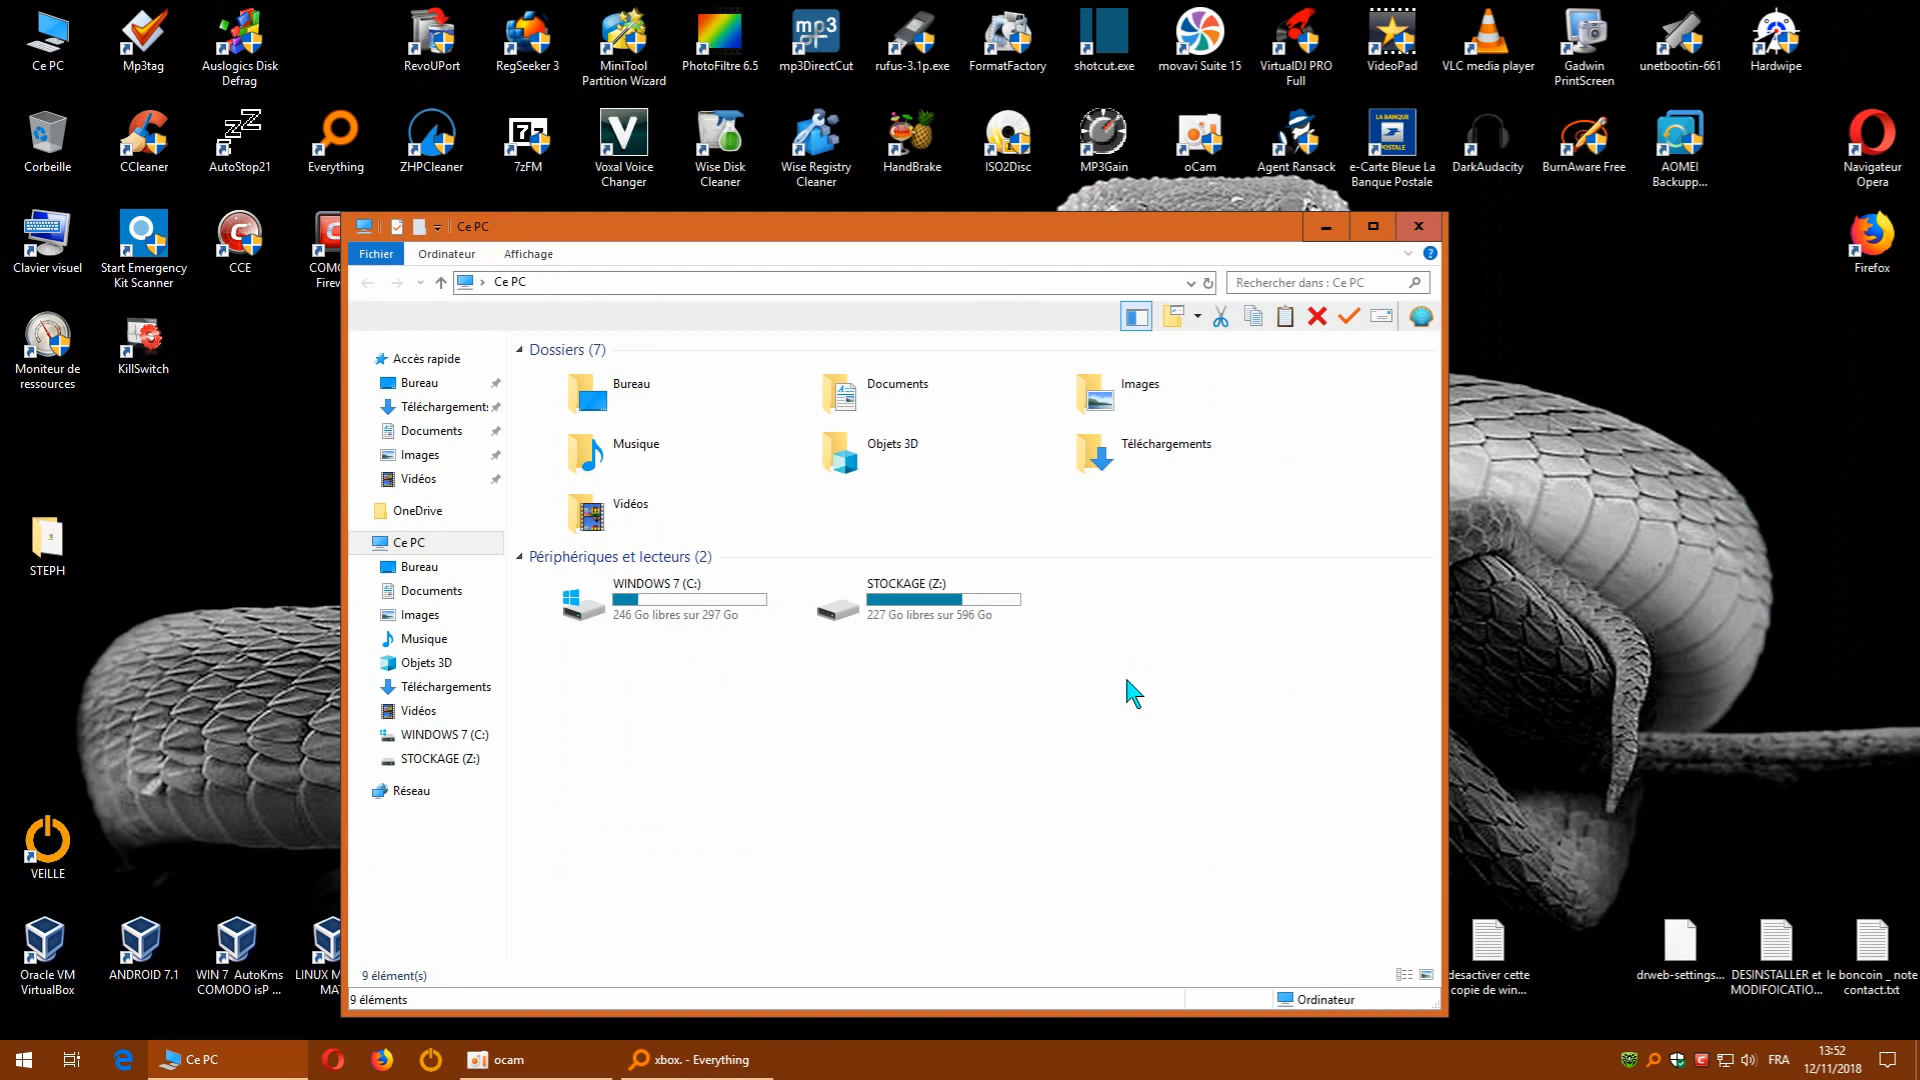 Ce PC
Mp3tag
Auslogics Disk
Defrag
RevoUPort
RegSeeker 3
MiniTool
Partition Wizard
PhotoFiltre 6.5
mp3
mp3DirectCut
rufus-3.1p.exe
FormatFactory
shotcut.exe
movavi Suite 15
VirtualDJ PRO
Full
VideoPad
VLC media player
Gadwin
PrintScreen
unetbootin-661
Hardwipe
Corbeille
CCleaner
AutoStop21
Everything
ZHPCleaner
7zFM
Voxal Voice
Changer
Wise Disk
Cleaner
Wise Registry
Cleaner
HandBrake
ISO2Disc
MP3Gain
oCam
Agent Ransack
LA BANQUE
POSTALE
e-Carte Bleue La
Banque Postale
DarkAudacity
BurnAware Free
AOMEI
Backupp...
Navigateur
Opera
Clavier visuel
Start Emergency
Kit Scanner
CCE
COMO
Firew
Firefox
Moniteur de
ressources
KillSwitch
STEPH
VEILLE
Oracle VM
VirtualBox
ANDROID 7.1
WIN 7 AutoKms
COMODO isP ...
LINUX M
MAT
Ce PC
Fichier
Ordinateur
Affichage
Ce PC
Rechercher dans : Ce PC
Accès rapide
Bureau
Téléchargement:
Documents
Images
Vidéos
OneDrive
Ce PC
Bureau
Documents
Images
Musique
Objets 3D
Téléchargements
Vidéos
WINDOWS 7 (C:)
STOCKAGE (Z:)
Réseau
Dossiers (7)
Bureau
Documents
Images
Musique
Objets 3D
Téléchargements
Vidéos
Périphériques et lecteurs (2)
WINDOWS 7 (C:)
246 Go libres sur 297 Go
STOCKAGE (Z:)
227 Go libres sur 596 Go
9 élément(s)
9 éléments
Ordinateur
desactiver cette
copie de win...
drweb-settings...
DESINSTALLER et
MODIFOICATIO...
le boncoin _ note
contact.txt
Ce PC
ocam
xbox. - Everything
FRA
13:52
12/11/2018